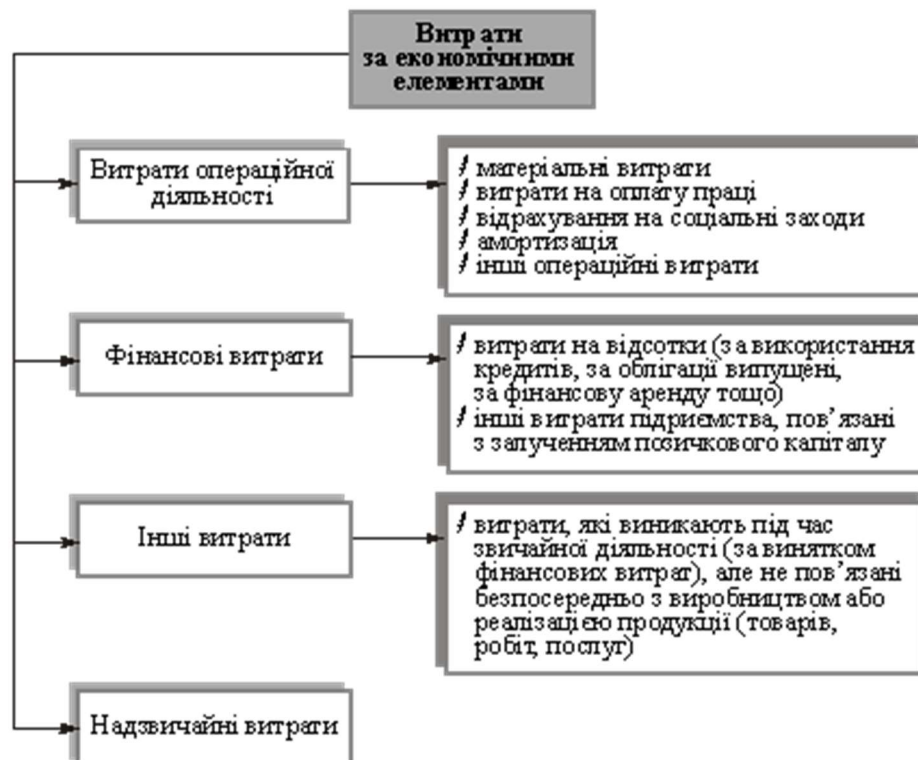 Витрати
за економічними
елементами
Витрати операційної
діяльності
/ матеріальні витрати
/ витрати на оплату праці
/ відрахування на соціальні заходи
/ амортизація
/ інші операційні витрати
Фінансові витрати
/ витрати на відсотки (за використання
кредитів, за облігації випущені,
за фінансову аренду тощо)
/ інші витрати підприємства, пов’язані
з залученням позичкового капіталу
Інші витрати
/ витрати, які виникають під час
звичайної діяльності (за винятком
фінансових витрат), але не пов’язані
безпосередньо з виробництвом або
реалізацією продукції (товарів,
робіт, послуг)
Надзвичайні витрати